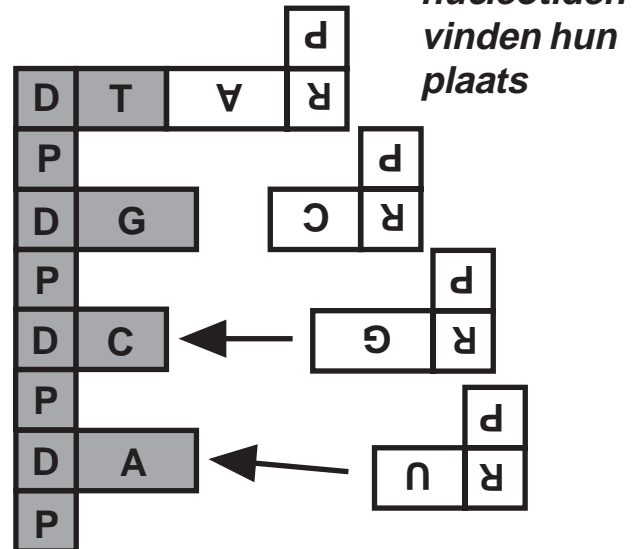 nucleotiden
vinden hun
plaats
P
D T A R
P P
D G C R
P P
D C G R
P P
D A U R
P